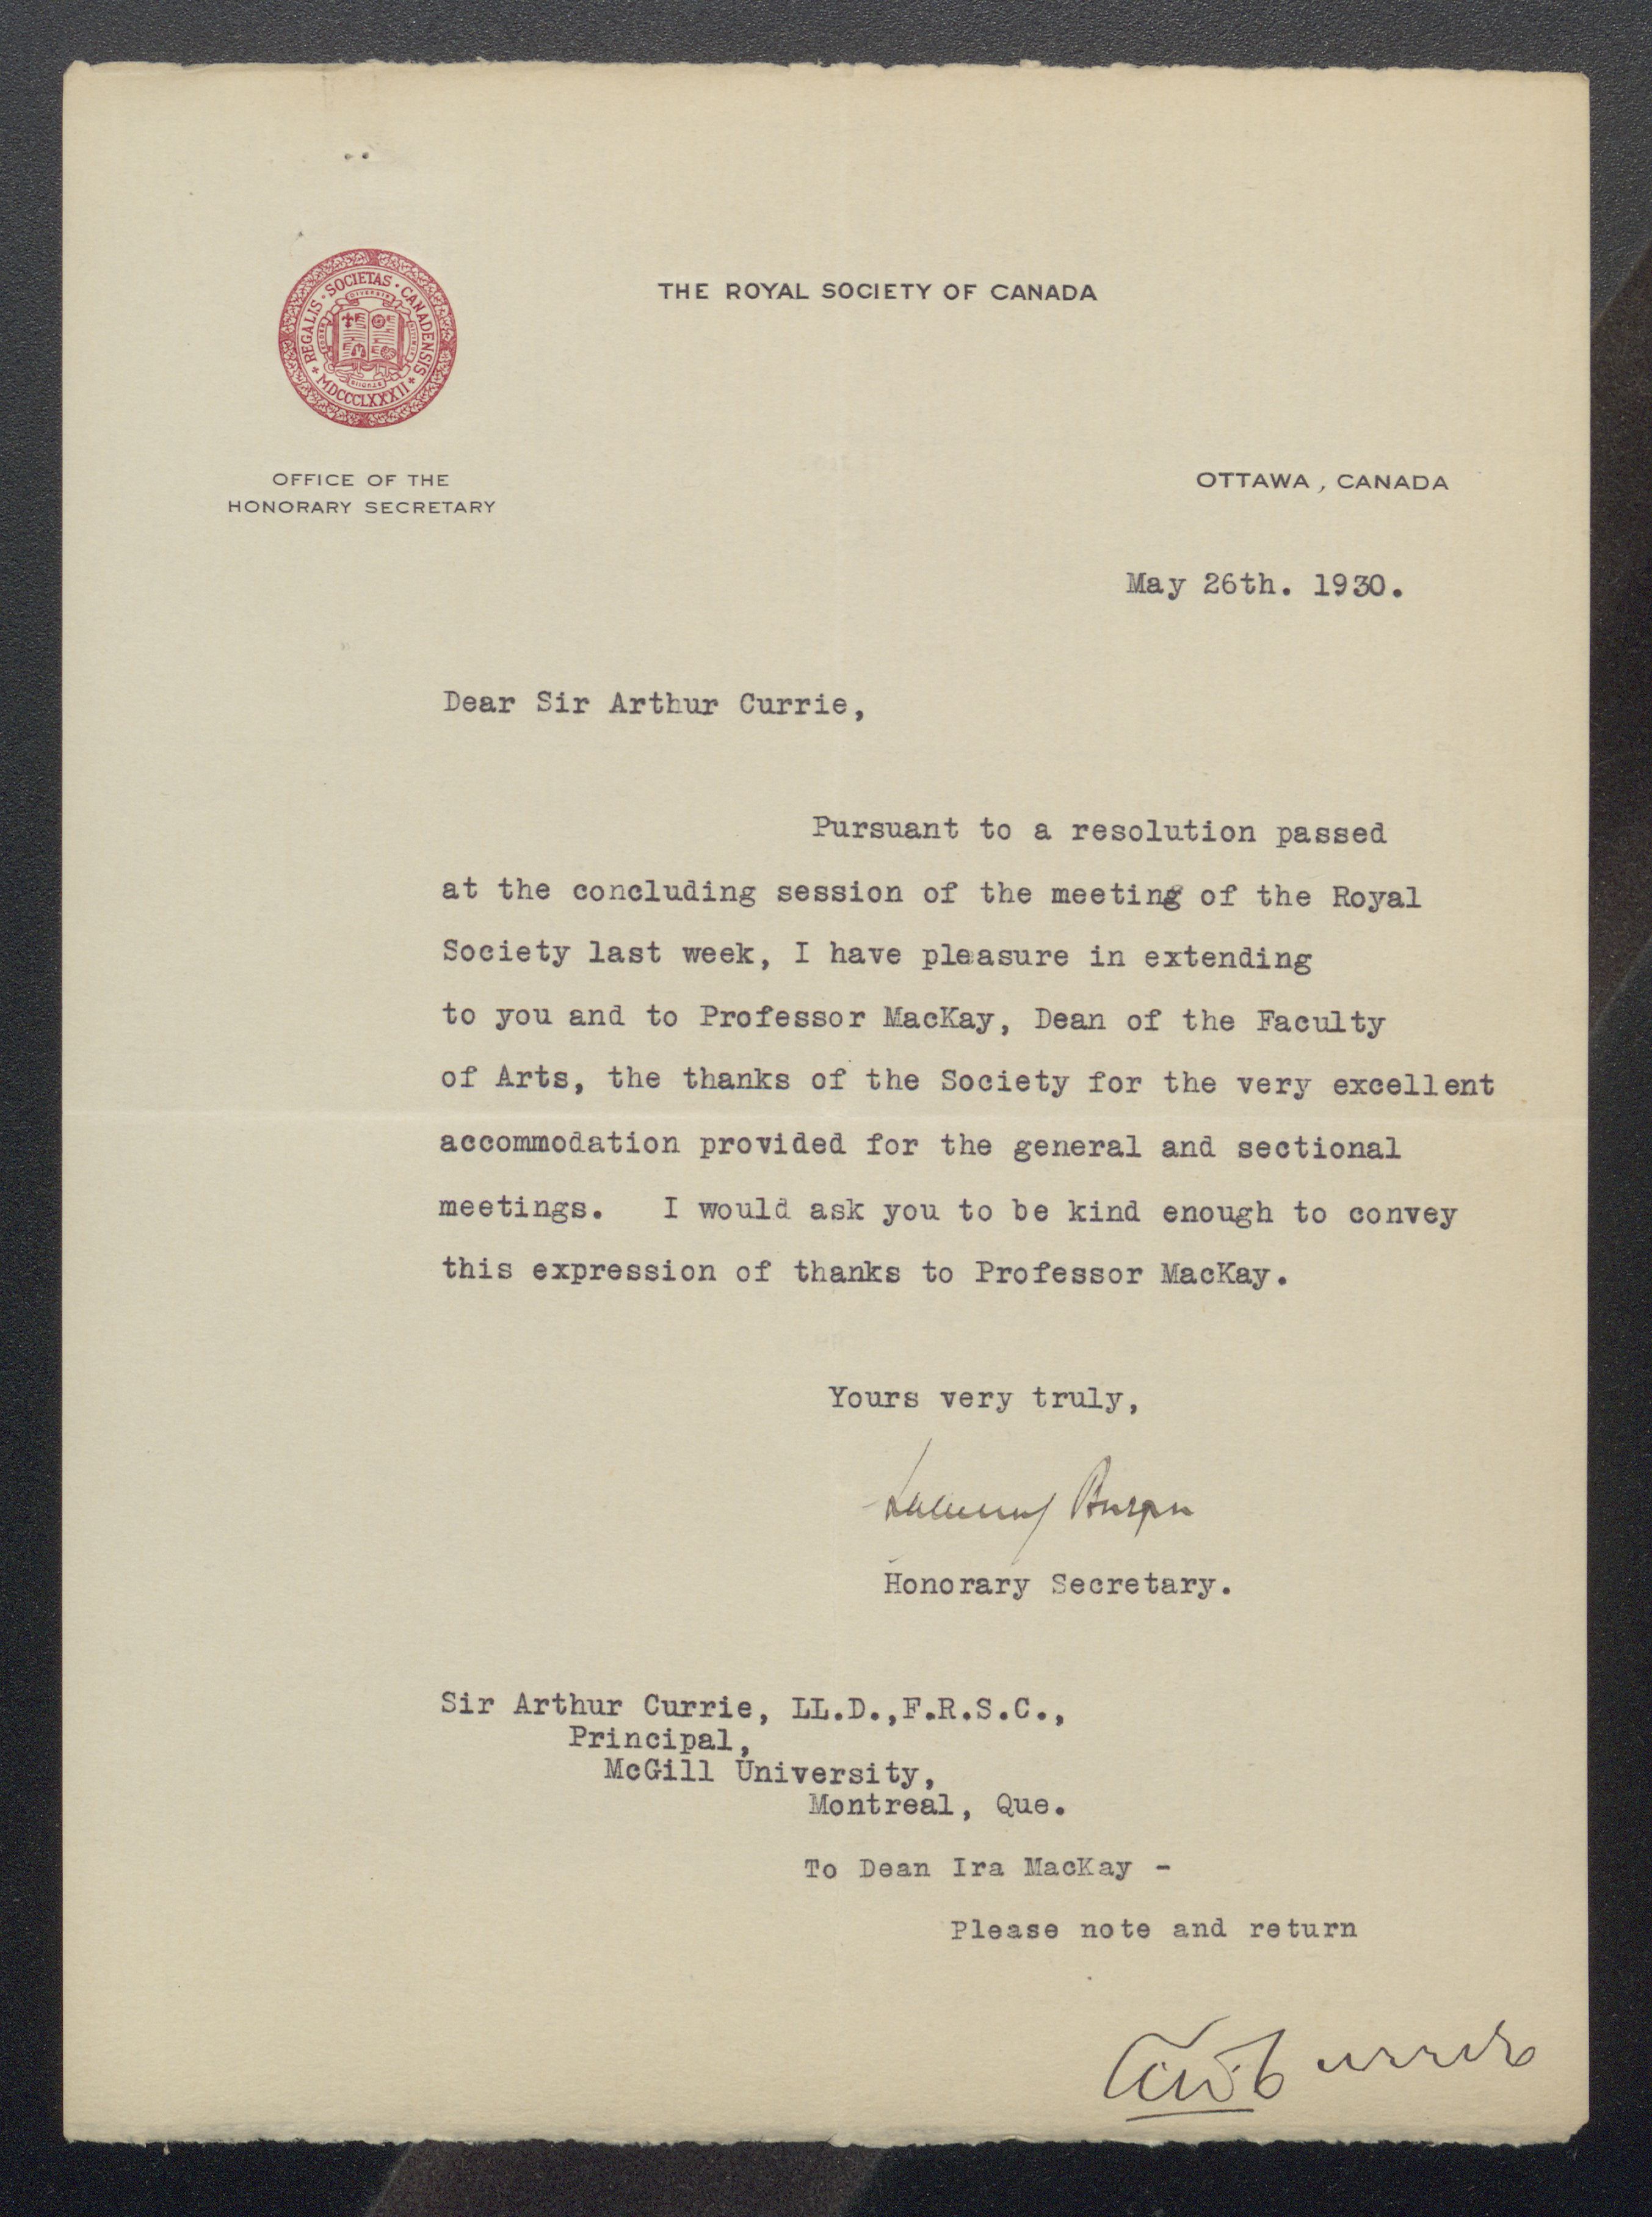 REGALIS · SOCIETAS · CANADENSIS
MDCCCLXXXII
THE ROYAL SOCIETY OF CANADA
OFFICE OF THE
HONORARY SECRETARY
OTTAWA, CANADA
May 26th. 1930.
Dear Sir Arthur Currie,
Pursuant to a resolution passed
at the concluding session of the meeting of the Royal
Society last week, I have pleasure in extending
to you and to Professor MacKay, Dean of the Faculty
of Arts, the thanks of the Society for the very excellent
accommodation provided for the general and sectional
meetings. I would ask you to be kind enough to convey
this expression of thanks to Professor MacKay.
Yours very truly,
Honorary Secretary.
Sir Arthur Currie, LL.D.,F.R.S.C.,
Principal,
McGill University,
Montreal, Que.
To Dean Ira MacKay -
Please note and return